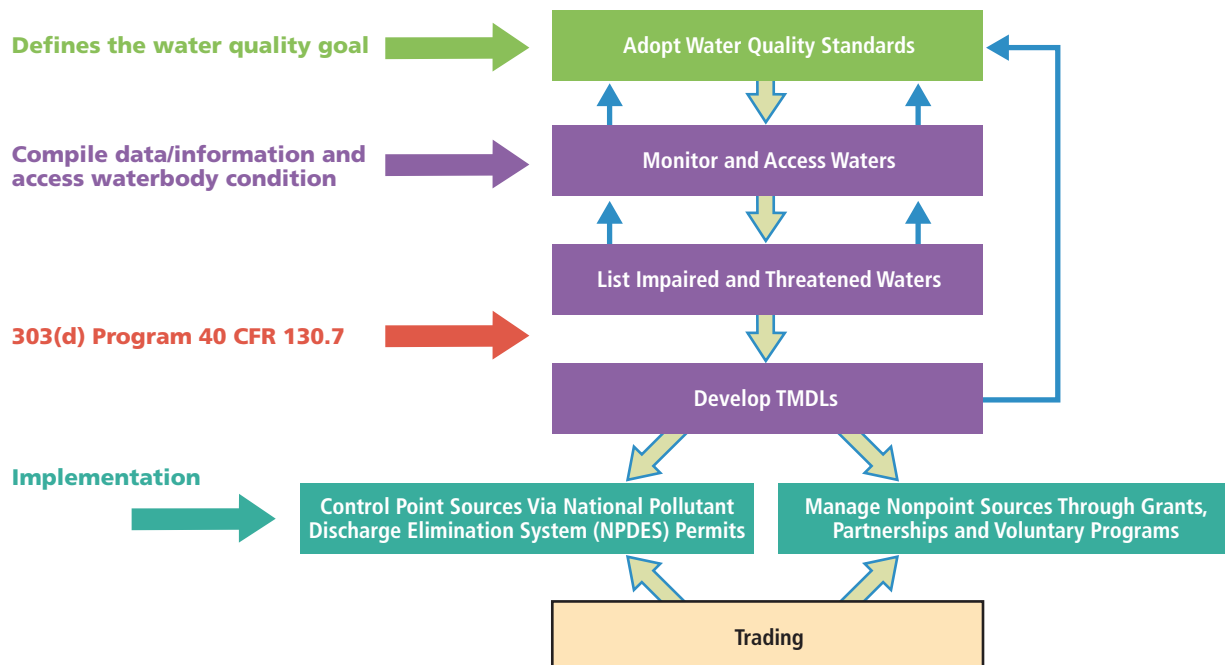 Defines the water quality goal
Adopt Water Quality Standards
Compile data/information and
access waterbody condition
Monitor and Access Waters
List Impaired and Threatened Waters
303(d) Program 40 CFR 130.7
Develop TMDLs
Implementation
Control Point Sources Via National Pollutant
Discharge Elimination System (NPDES) Permits
Manage Nonpoint Sources Through Grants,
Partnerships and Voluntary Programs
Trading